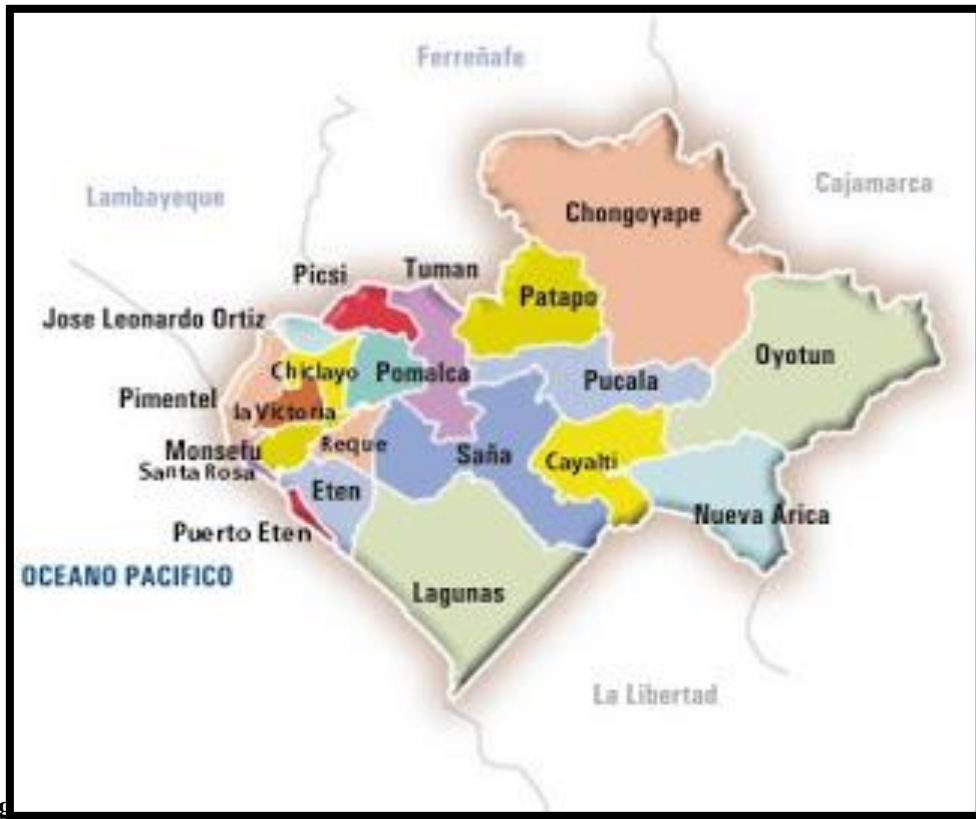 Ferreñafe
Cajamarca
Lambayeque
Chongoyape
Picsi
Tuman
Patapo
Jose Leonardo Ortiz
Oyotun
Chiclayo
Pomalca
Pucala
Pimentel
la Victoria
Reque
Monsefu
Saña
Cayalti
Santa Rosa
Eten
Nueva Arica
Puerto Eten
OCEANO PACIFICO
Lagunas
La Libertad